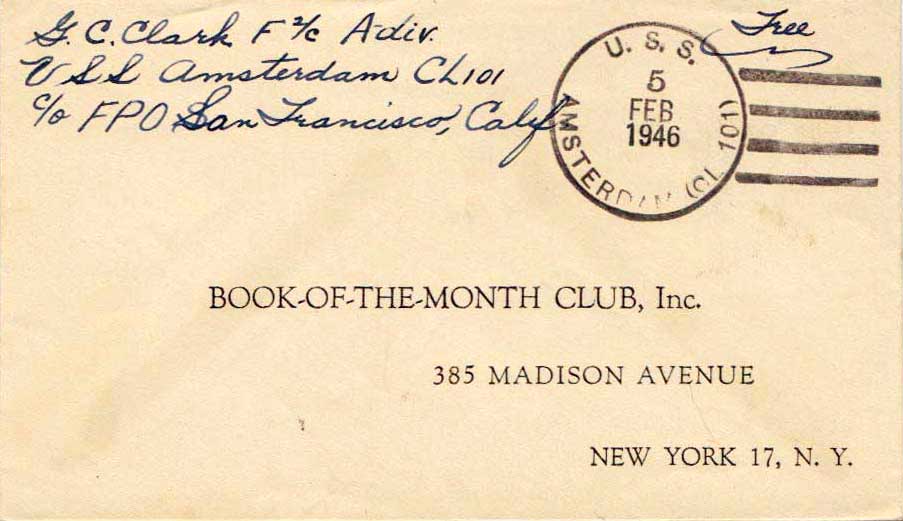 G. C. Clark F 2/c A-div.
USS Amsterdam CL101
c/o FPO San Francisco, Calif
Free
U. S. S.
5
FEB
1946
AMSTERDAM (CL 101)
BOOK-OF-THE-MONTH CLUB, Inc.
385 MADISON AVENUE
NEW YORK 17, N. Y.